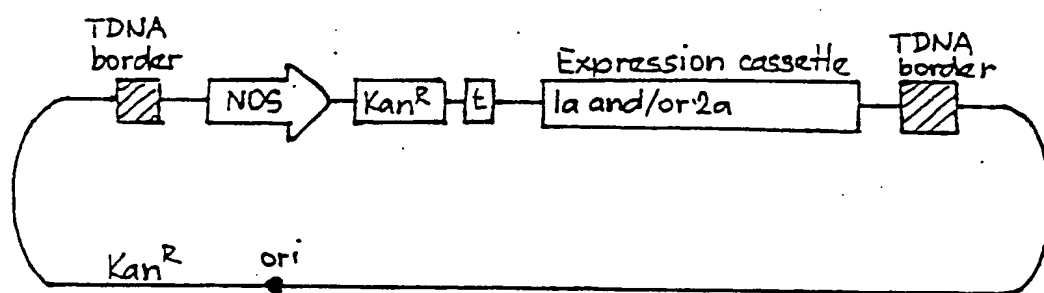 TDNA
border
NOS
Kan^R
t
Expression cassette
1a and/or 2a
TDNA
border
Kan^R
ori